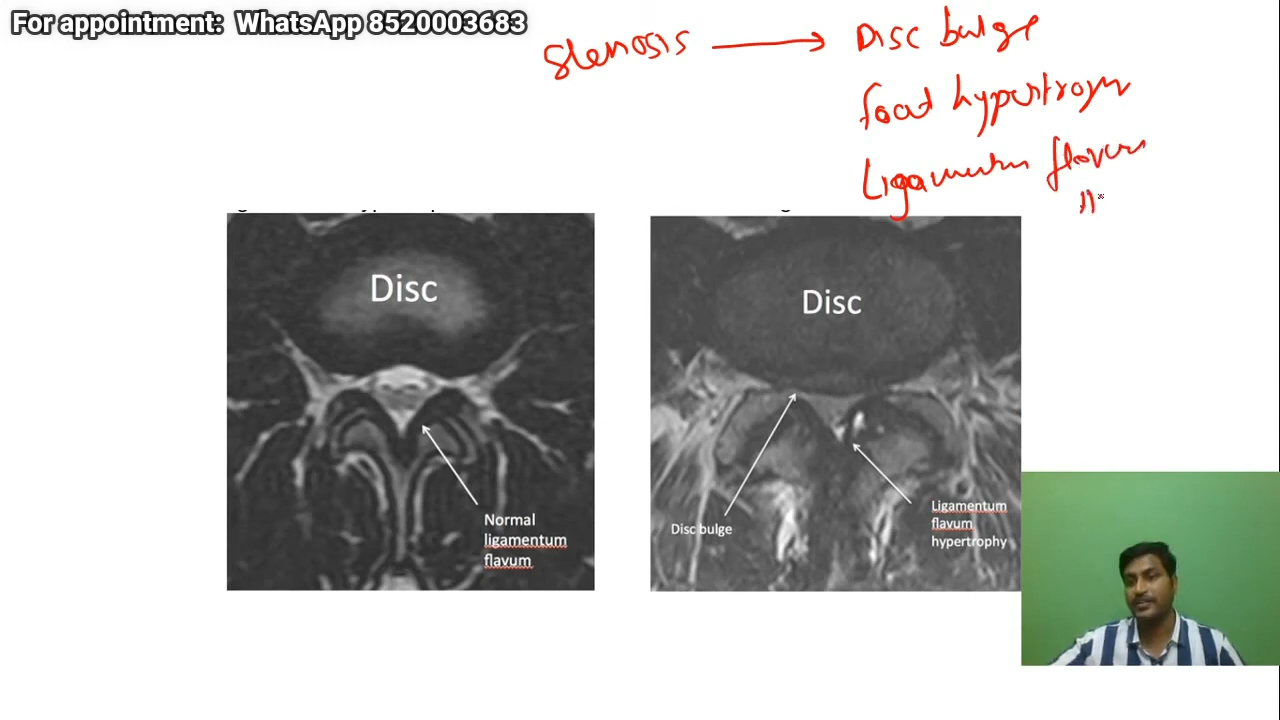 For appointment: WhatsApp 8520003683
Stenosis → Disc bulge
hypertrophy
Ligamentum flavum
Disc
Disc
Normal
ligamentum
flavum
Disc bulge
Ligamentum
flavum
hypertrophy